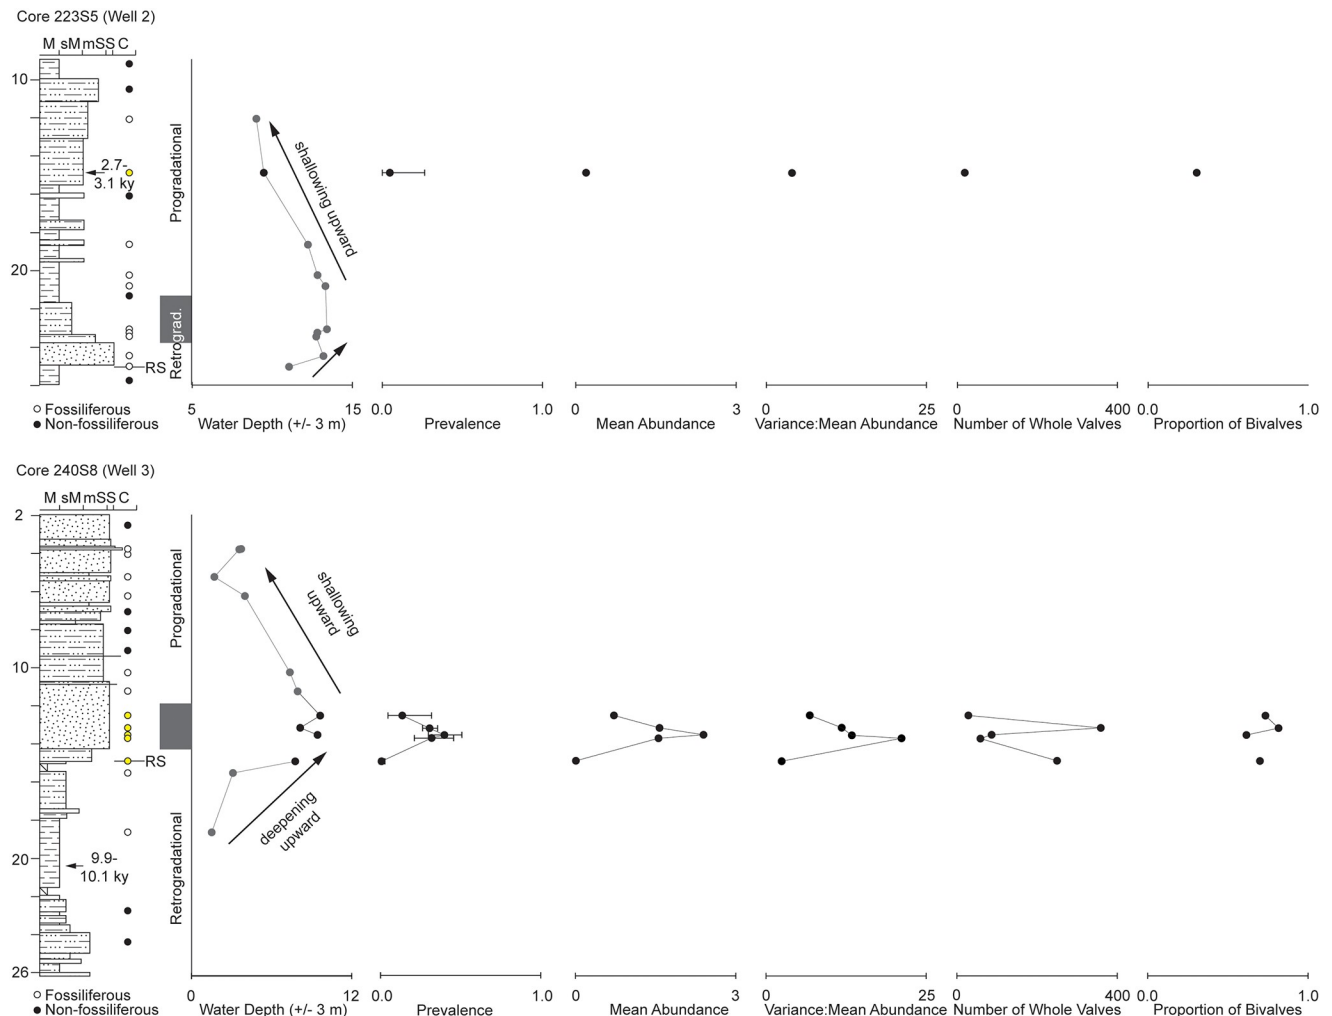 Core 223S5 (Well 2)
M sM mSS C
10
2.7-
3.1 ky
20
RS
Progradational
Retrograd.
shallowing upward
5 15 0.0 1.0 0 3 0 25 0 400 0.0 1.0
Fossiliferous
Non-fossiliferous
Water Depth (+/- 3 m) Prevalence Mean Abundance Variance:Mean Abundance Number of Whole Valves Proportion of Bivalves
Core 240S8 (Well 3)
M sM mSS C
2
10
RS
20
9.9-
10.1 ky
26
Progradational
Retrogradational
shallowing
upward
deepening
upward
0 12 0.0 1.0 0 3 0 25 0 400 0.0 1.0
Fossiliferous
Non-fossiliferous
Water Depth (+/- 3 m) Prevalence Mean Abundance Variance:Mean Abundance Number of Whole Valves Proportion of Bivalves